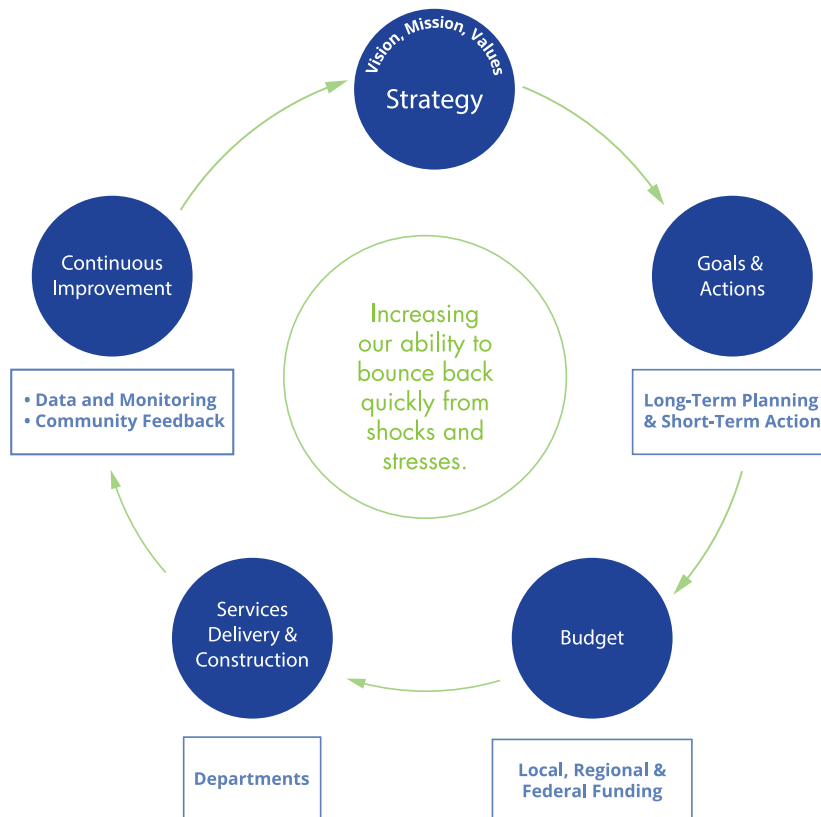 Vision, Mission, Values
Strategy
Goals &
Actions
Long-Term Planning
& Short-Term Action
Budget
Local, Regional &
Federal Funding
Services
Delivery &
Construction
Departments
Continuous
Improvement
• Data and Monitoring
• Community Feedback
Increasing
our ability to
bounce back
quickly from
shocks and
stresses.